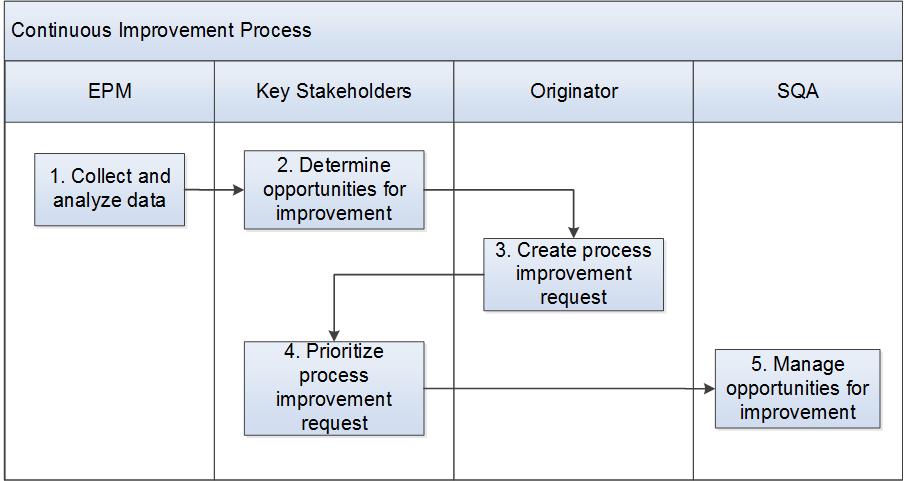 Continuous Improvement Process
EPM
Key Stakeholders
Originator
SQA
1. Collect and
analyze data
2. Determine
opportunities for
improvement
3. Create process
improvement
request
4. Prioritize
process
improvement
request
5. Manage
opportunities for
improvement